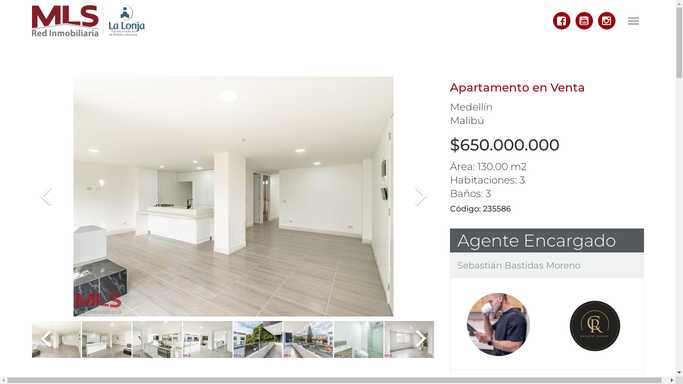 MLS
Red Inmobiliaria
La Lonja
Apartamento en Venta
Medellín
Malibú
$650.000.000
Área: 130.00 m2
Habitaciones: 3
Baños: 3
Código: 235586
Agente Encargado
Sebastián Bastidas Moreno
MLS
CR